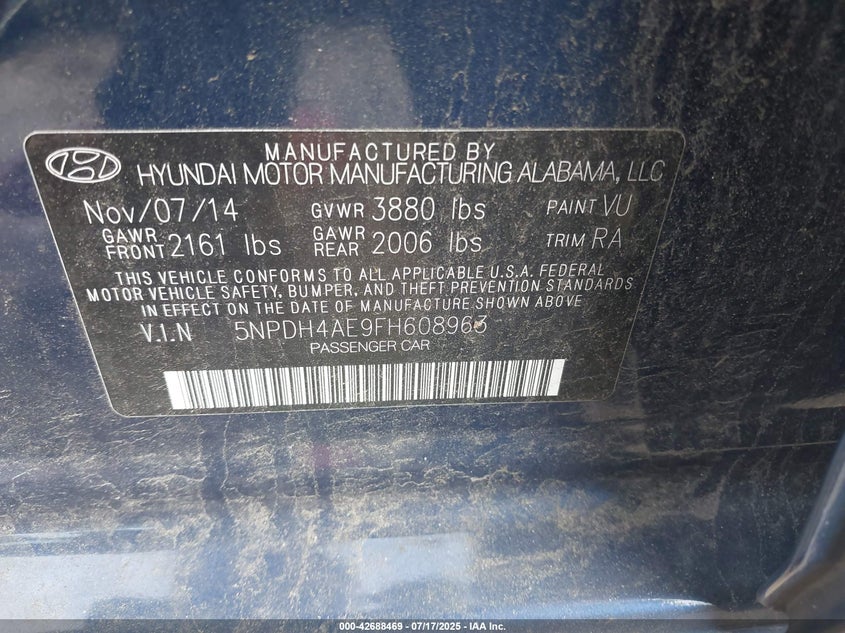 MANUFACTURED BY
HYUNDAI MOTOR MANUFACTURING ALABAMA, LLC
Nov/07/14 GVWR 3880 lbs PAINT VU
GAWR FRONT 2161 lbs GAWR REAR 2006 lbs TRIM RA
THIS VEHICLE CONFORMS TO ALL APPLICABLE U.S.A. FEDERAL
MOTOR VEHICLE SAFETY, BUMPER, AND THEFT PREVENTION STANDARDS
IN EFFECT ON THE DATE OF MANUFACTURE SHOWN ABOVE
V.I.N 5NPDH4AE9FH608963
PASSENGER CAR
000-42688469 - 07/17/2025 - IAA Inc.